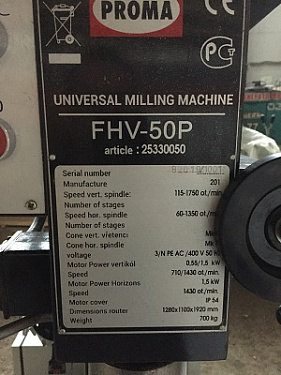 PROMA
CE
UNIVERSAL MILLING MACHINE
FHV-50P
article : 25330050
Serial number
Manufacture 201
Speed vert. spindle: 115-1750 ot./min.
Number of stages
Speed hor. spindle: 60-1350 ot./min.
Number of stages
Cone vert. vietenc:
Cone hor. spindle:
voltage 3/N PE AC /400 V 50 Hz
Motor Power vertikól 0,55/1,5 kW
Speed 710/1430 ot./min.
Motor Power Horizons 1,5 kW
Speed 1430 ot./min.
Motor cover IP 54
Dimensions router 1280x1100x1920 mm
Weight 700 kg